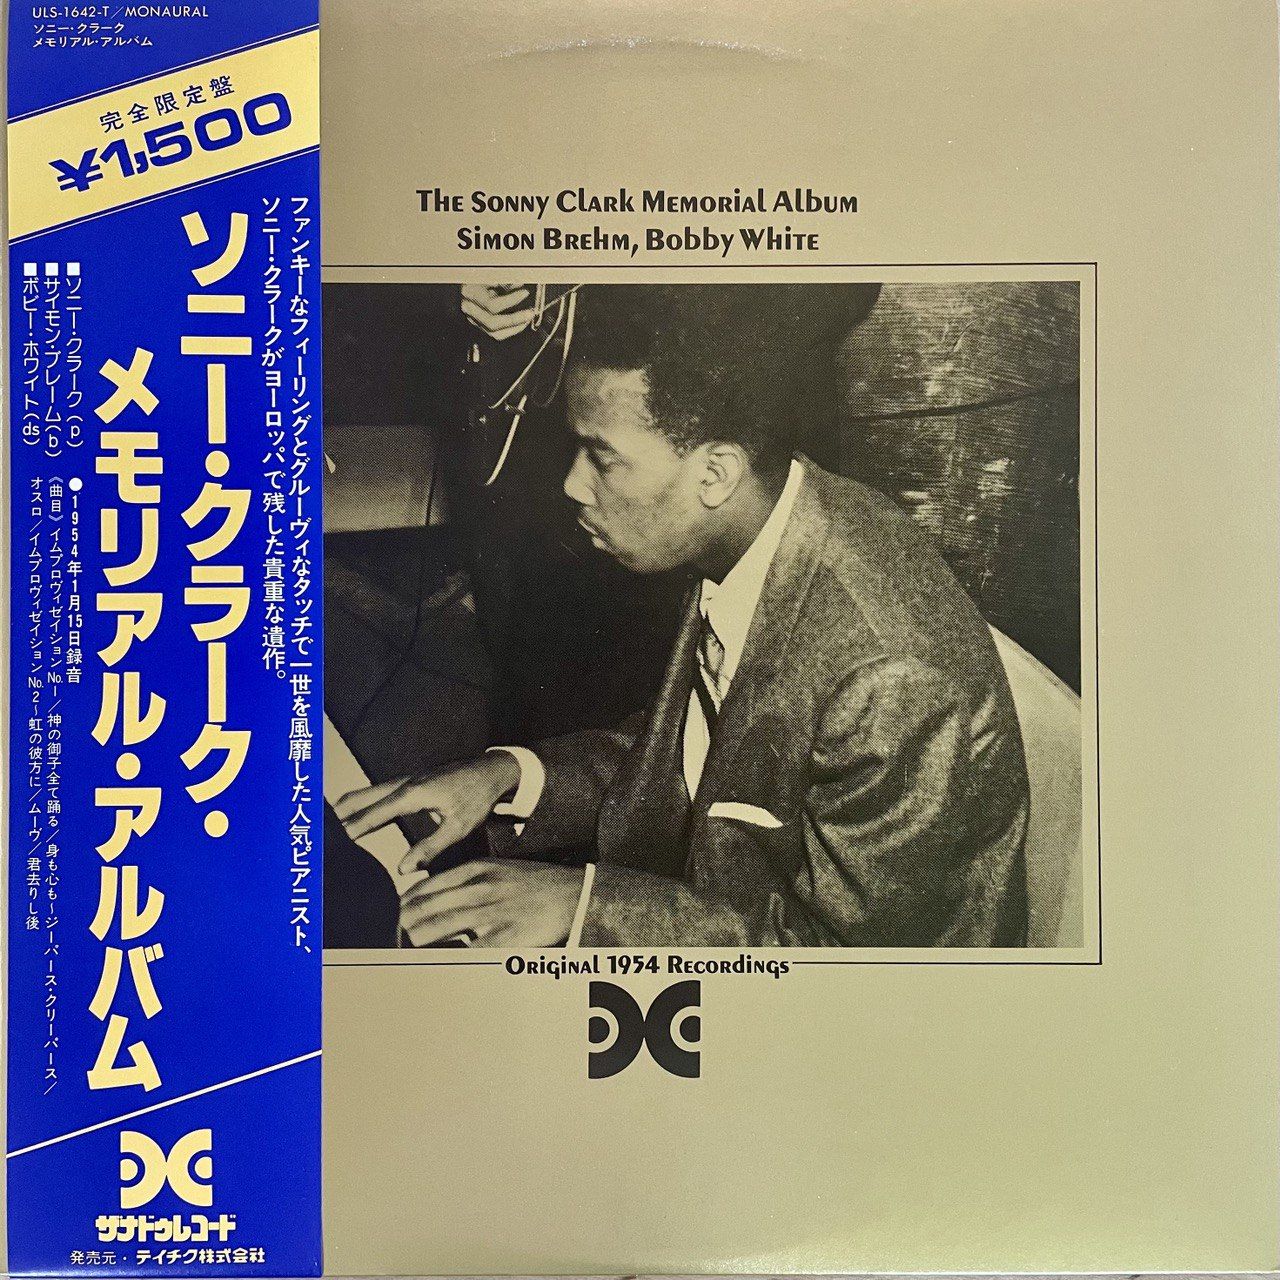 ULS-1642-T／MONAURAL
ソニー・クラーク
メモリアル・アルバム
完全限定盤
¥1,500
ファンキーなフィーリングとグルーヴィなタッチで一世を風靡した人気ピアニスト、
ソニー・クラークがヨーロッパで残した貴重な遺作。
ソニー・クラーク・
メモリアル・アルバム
■ソニー・クラーク(p)
■サイモン・ブレーム(b)
■ボビー・ホワイト(ds)
●1954年1月15日録音
《曲目》イムプロヴィゼイションNo.1／神の御子全て踊る／身も心も～ジーパース・クリーパース／
オスロ／イムプロヴィゼイションNo.2～虹の彼方に／ムーヴ／君去りし後
ザナドゥレコード
発売元・テイチク株式会社
The Sonny Clark Memorial Album
Simon Brehm, Bobby White
Original 1954 Recordings